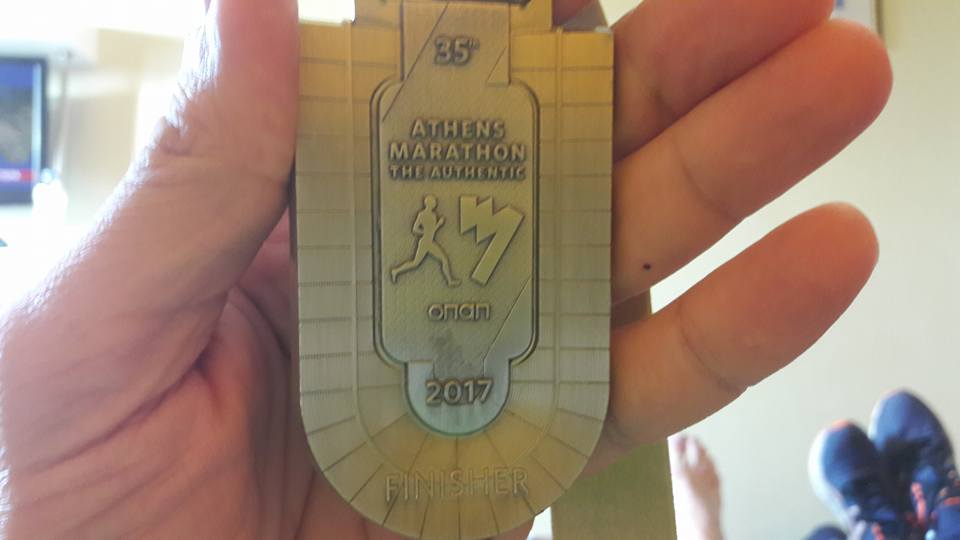 35th
ATHENS
MARATHON
THE AUTHENTIC
οπαπ
2017
FINISHER